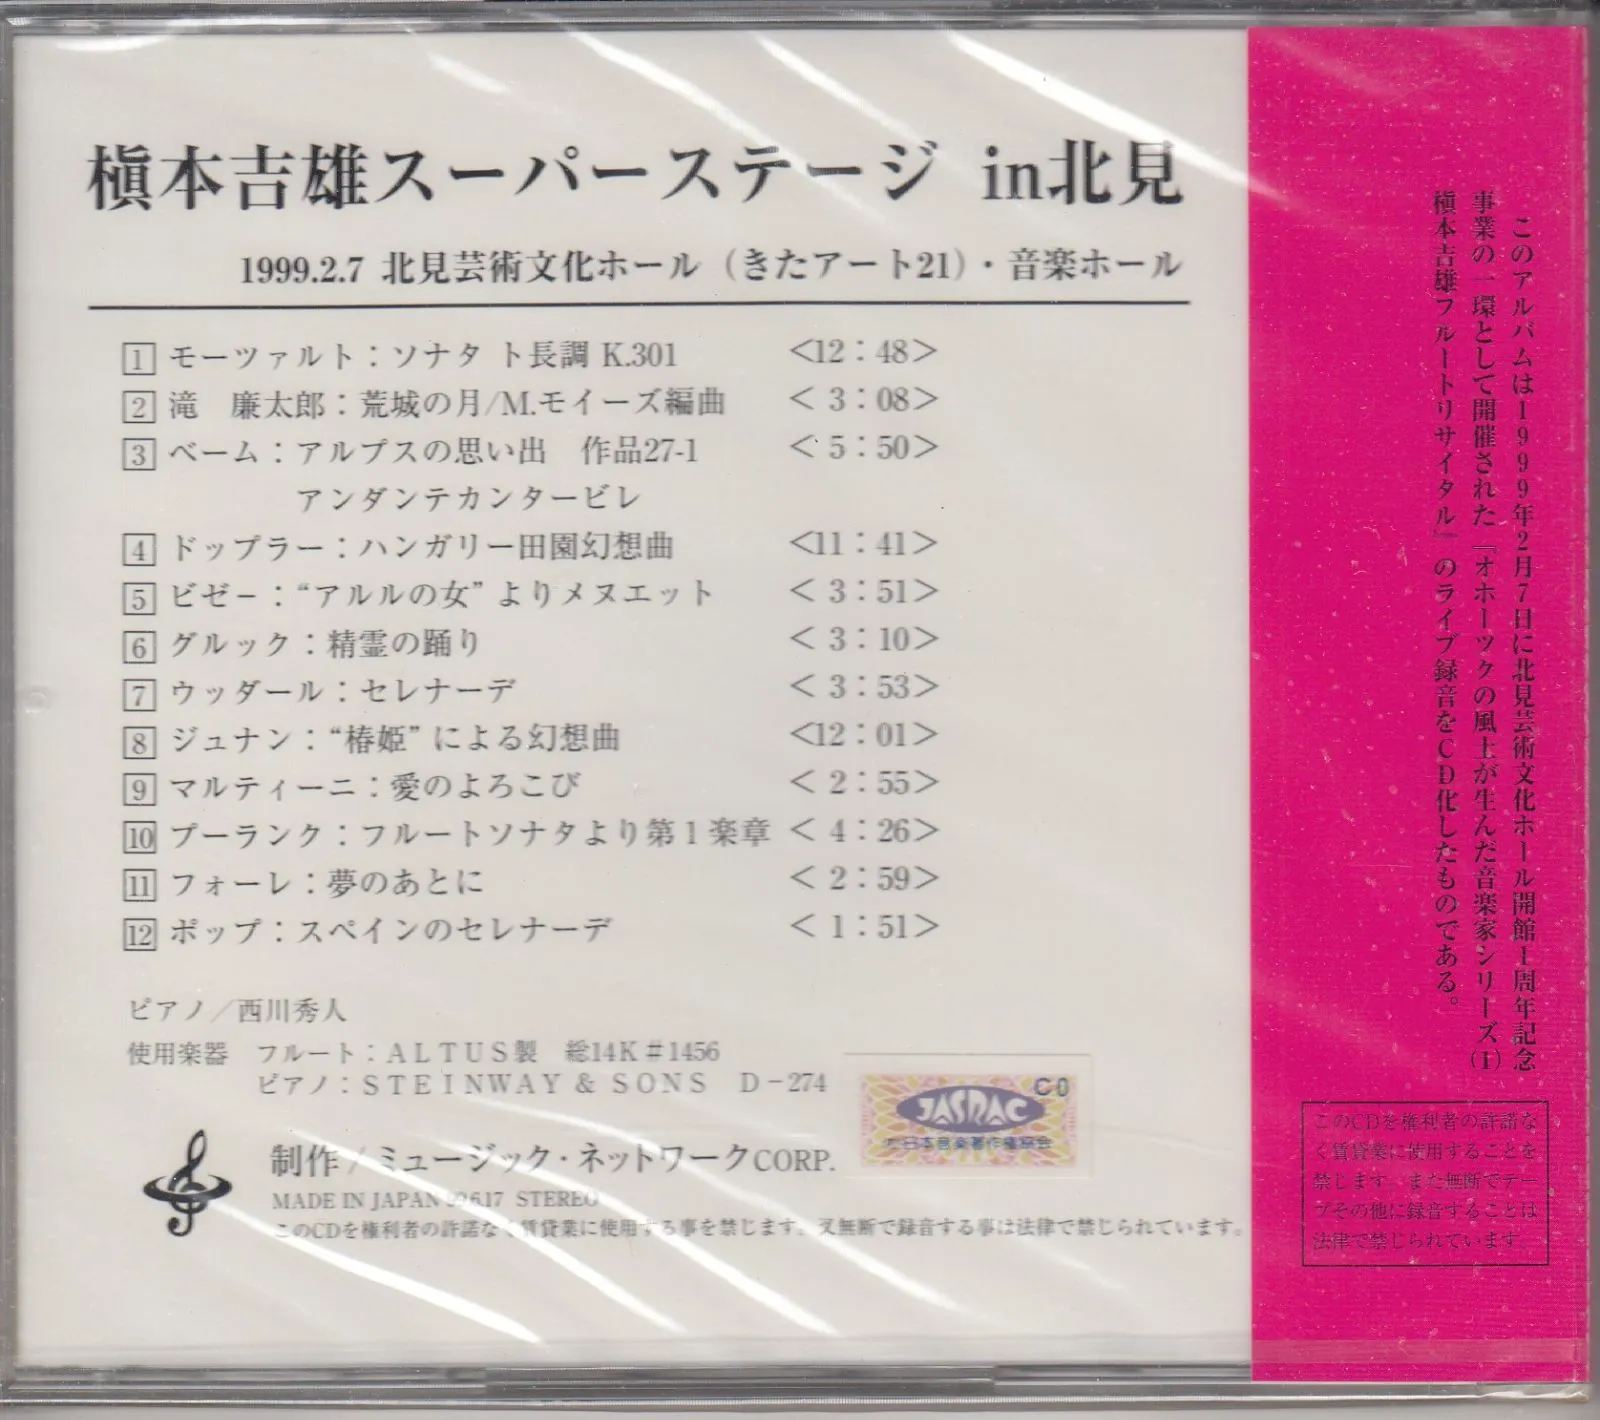 槇本吉雄スーパーステージ in北見
1999.2.7 北見芸術文化ホール（きたアート21）・音楽ホール
1 モーツァルト：ソナタ ト長調 K.301 <12：48>
2 滝 廉太郎：荒城の月/M.モイーズ編曲 < 3：08>
3 ベーム：アルプスの思い出 作品27-1 < 5：50>
アンダンテカンタービレ
4 ドップラー：ハンガリー田園幻想曲 <11：41>
5 ビゼー：“アルルの女”よりメヌエット < 3：51>
6 グルック：精霊の踊り < 3：10>
7 ウッダール：セレナーデ < 3：53>
8 ジュナン：“椿姫”による幻想曲 <12：01>
9 マルティーニ：愛のよろこび < 2：55>
10 プーランク：フルートソナタより第1楽章 < 4：26>
11 フォーレ：夢のあとに < 2：59>
12 ポップ：スペインのセレナーデ < 1：51>
ピアノ／西川秀人
使用楽器 フルート：ALTUS製 総14K＃1456
ピアノ：STEINWAY & SONS D－274
JASRAC C0
日本音楽著作権協会
制作/ミュージック・ネットワークCORP.
MADE IN JAPAN 99.6.17 STEREO
このCDを権利者の許諾なく賃貸業に使用する事を禁じます。又無断で録音する事は法律で禁じられています。
このアルバムは1999年2月7日に北見芸術文化ホール開館1周年記念
事業の一環として開催された『オホーツクの風土が生んだ音楽家シリーズ(1)
槇本吉雄フルートリサイタル』のライブ録音をCD化したものである。
このCDを権利者の許諾な
く賃貸業に使用することを
禁じます。また無断でテー
プその他に録音することは
法律で禁じられています。